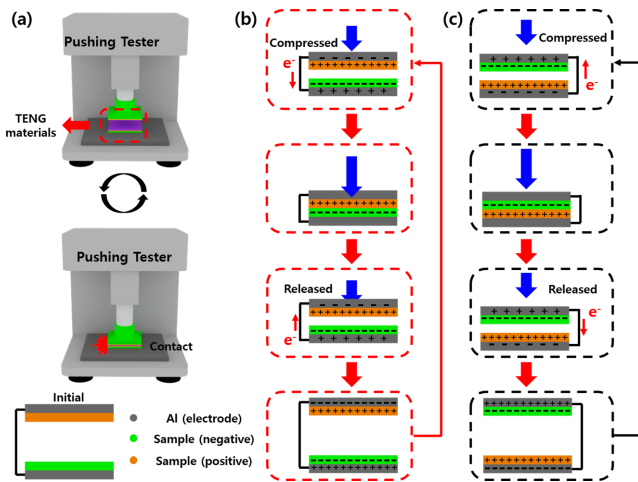 (a)
Pushing Tester
TENG
materials
Pushing Tester
Contact
Initial
Al (electrode)
Sample (negative)
Sample (positive)
(b)
Compressed
e-
Released
e-
(c)
Compressed
e-
Released
e-